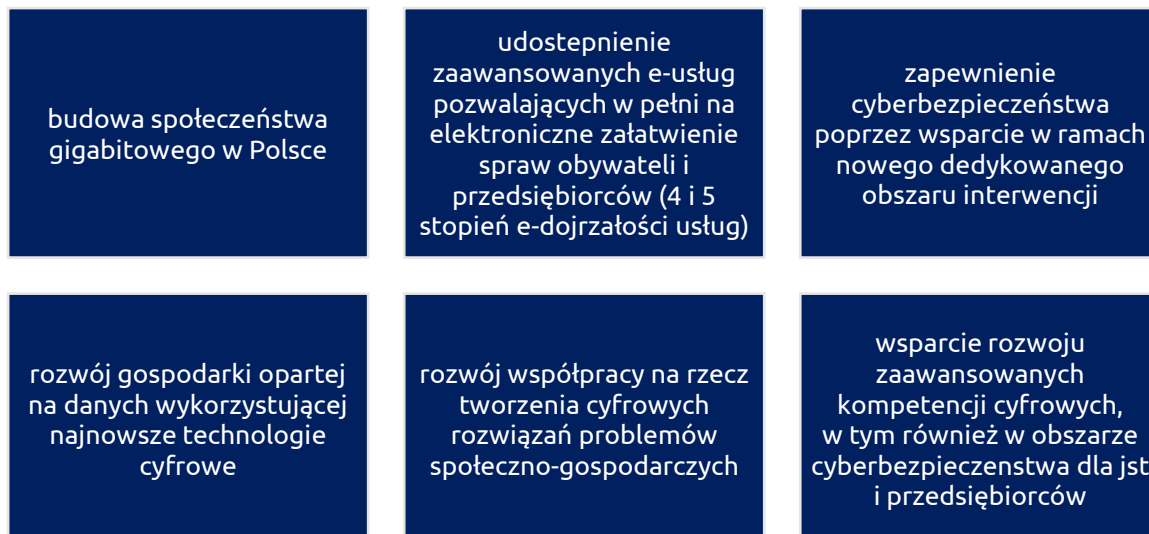 budowa społeczeństwa
gigabitowego w Polsce
udostepnienie
zaawansowanych e-usług
pozwalających w pełni na
elektroniczne załatwienie
spraw obywateli i
przedsiębiorców (4 i 5
stopień e-dojrzałości usług)
zapewnienie
cyberbezpieczeństwa
poprzez wsparcie w ramach
nowego dedykowanego
obszaru interwencji
rozwój gospodarki opartej
na danych wykorzystującej
najnowsze technologie
cyfrowe
rozwój współpracy na rzecz
tworzenia cyfrowych
rozwiązań problemów
społeczno-gospodarczych
wsparcie rozwoju
zaawansowanych
kompetencji cyfrowych,
w tym również w obszarze
cyberbezpieczenstwa dla jst
i przedsiębiorców